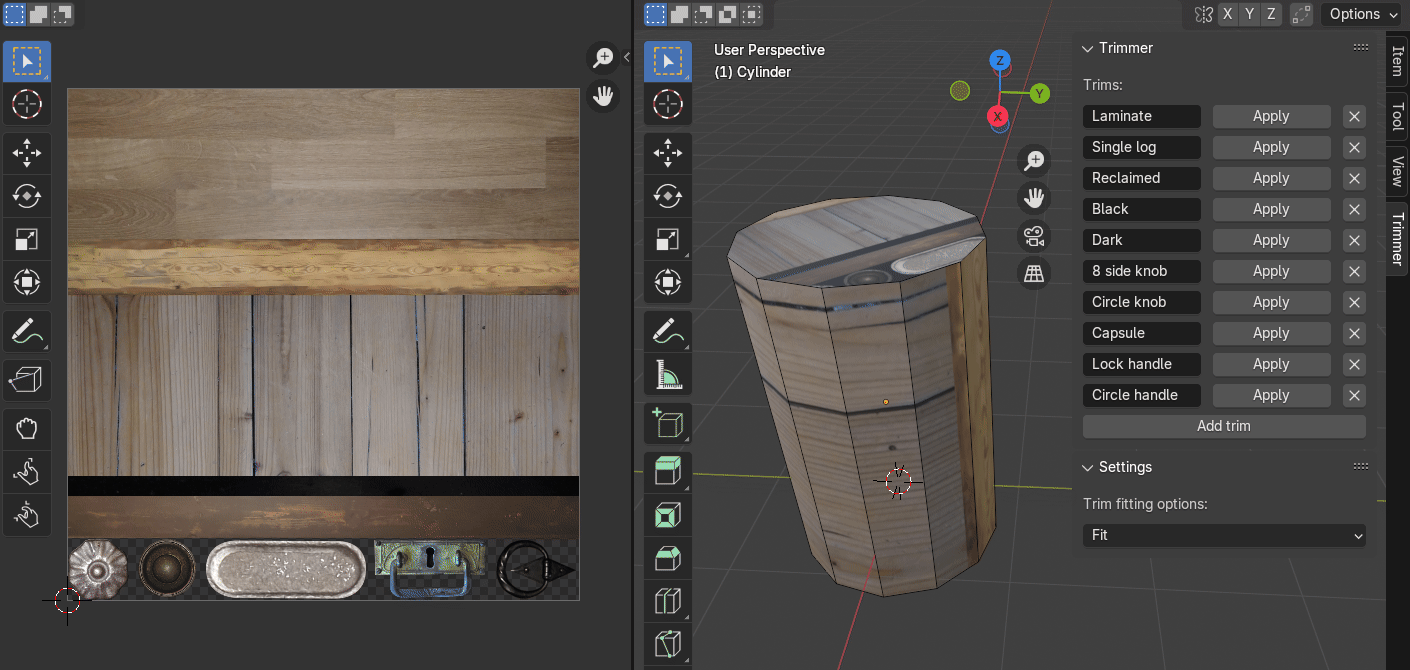 X Y Z
Options
User Perspective
(1) Cylinder
Z
Y
X
Trimmer
Trims:
Laminate Apply
Single log Apply
Reclaimed Apply
Black Apply
Dark Apply
8 side knob Apply
Circle knob Apply
Capsule Apply
Lock handle Apply
Circle handle Apply
Add trim
Settings
Trim fitting options:
Fit
Item
Tool
View
Trimmer